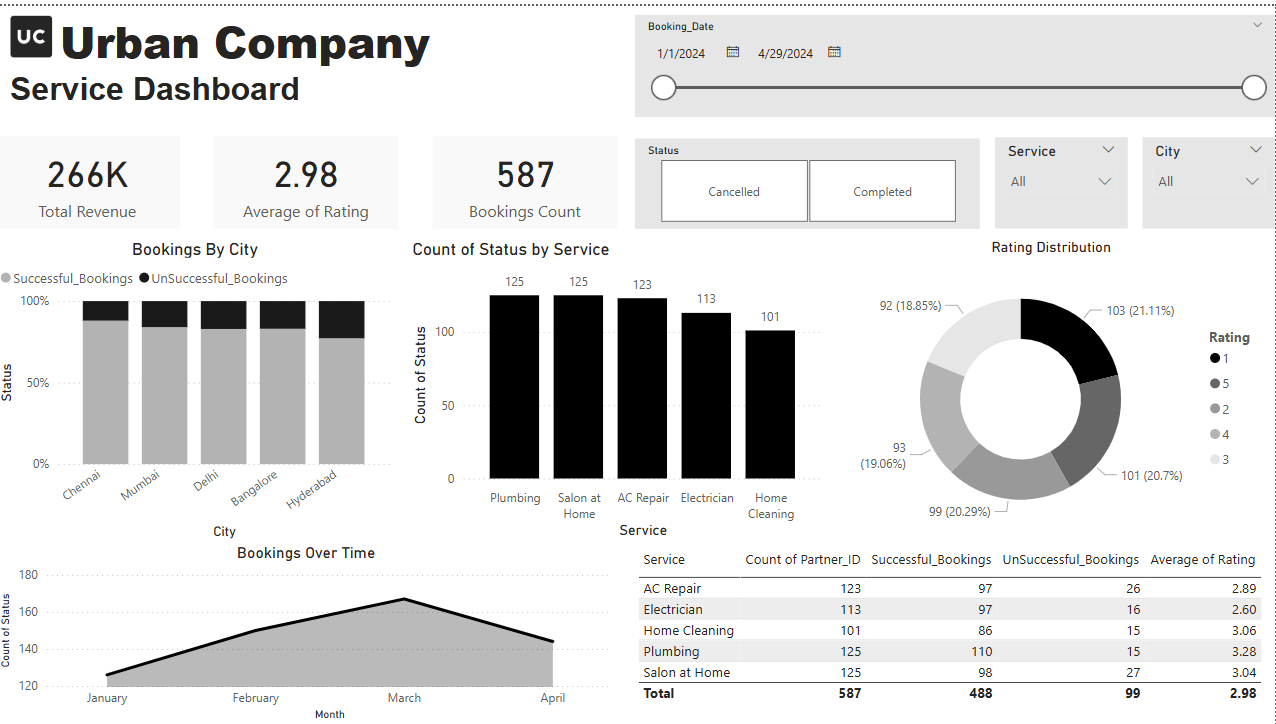 UC
Urban Company
Service Dashboard
Booking_Date
1/1/2024 4/29/2024
266K
Total Revenue
2.98
Average of Rating
587
Bookings Count
Status
Cancelled Completed
Service
All
City
All
Bookings By City
Successful_Bookings UnSuccessful_Bookings
Status
100%
50%
0%
Chennai Mumbai Delhi Bangalore Hyderabad
City
Count of Status by Service
Count of Status
100
50
0
125 125 123 113 101
Plumbing Salon at Home AC Repair Electrician Home Cleaning
Service
Rating Distribution
103 (21.11%)
101 (20.7%)
99 (20.29%)
93
(19.06%)
92 (18.85%)
Rating
1
5
2
4
3
Bookings Over Time
Count of Status
180
160
140
120
January February March April
Month
Service Count of Partner_ID Successful_Bookings UnSuccessful_Bookings Average of Rating
AC Repair 123 97 26 2.89
Electrician 113 97 16 2.60
Home Cleaning 101 86 15 3.06
Plumbing 125 110 15 3.28
Salon at Home 125 98 27 3.04
Total 587 488 99 2.98